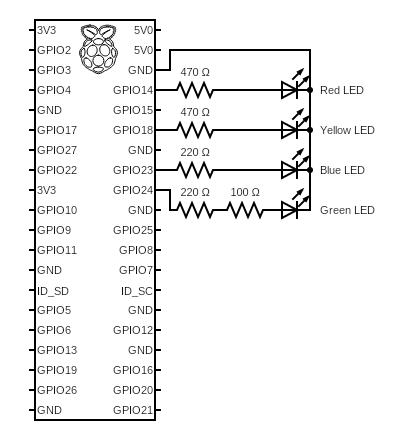 3V3 5V0
GPIO2 5V0
GPIO3 GND
470 Ω
GPIO4 GPIO14 Red LED
GND GPIO15
470 Ω
GPIO17 GPIO18 Yellow LED
GPIO27 GND
220 Ω
GPIO22 GPIO23 Blue LED
3V3 GPIO24
220 Ω 100 Ω
GPIO10 GND Green LED
GPIO9 GPIO25
GPIO11 GPIO8
GND GPIO7
ID_SD ID_SC
GPIO5 GND
GPIO6 GPIO12
GPIO13 GND
GPIO19 GPIO16
GPIO26 GPIO20
GND GPIO21